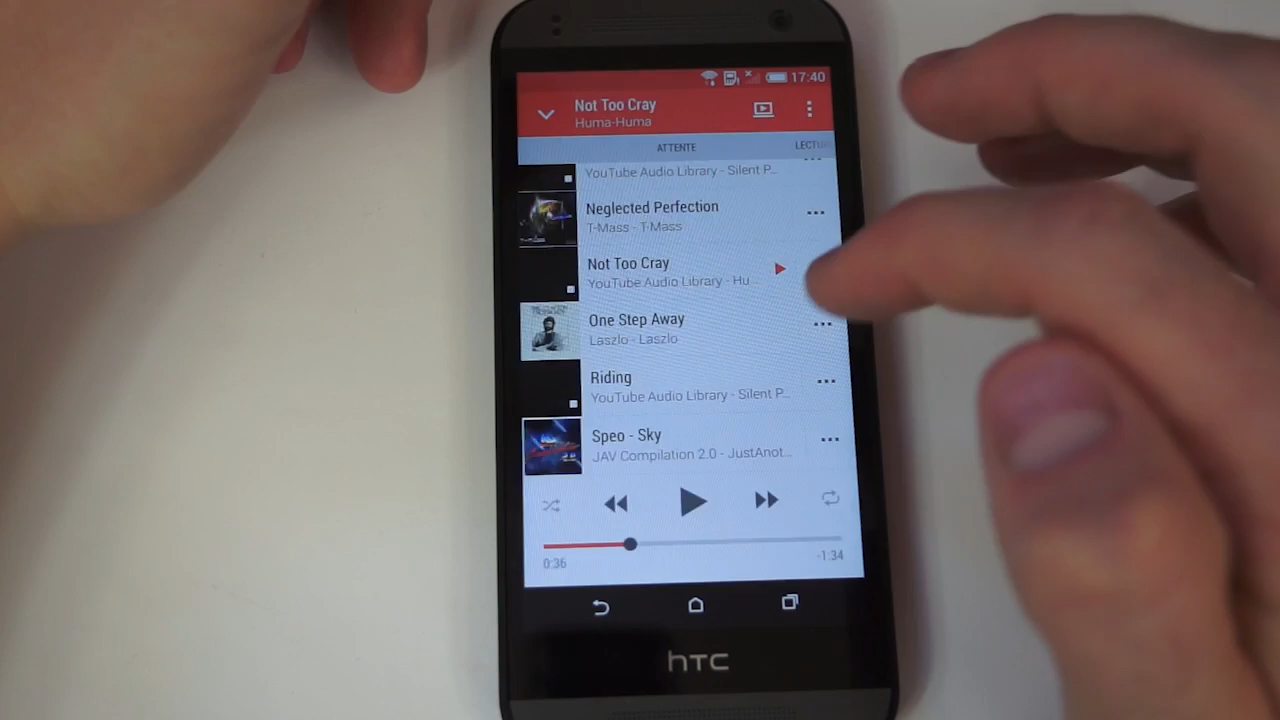 17:40
Not Too Cray
Huma-Huma
ATTENTE
LECTU
YouTube Audio Library - Silent P...
Neglected Perfection
T-Mass - T-Mass
Not Too Cray
YouTube Audio Library - Hu...
One Step Away
Laszlo - Laszlo
Riding
YouTube Audio Library - Silent P...
Speo - Sky
JAV Compilation 2.0 - JustAnot...
0:36
-1:34
hTC